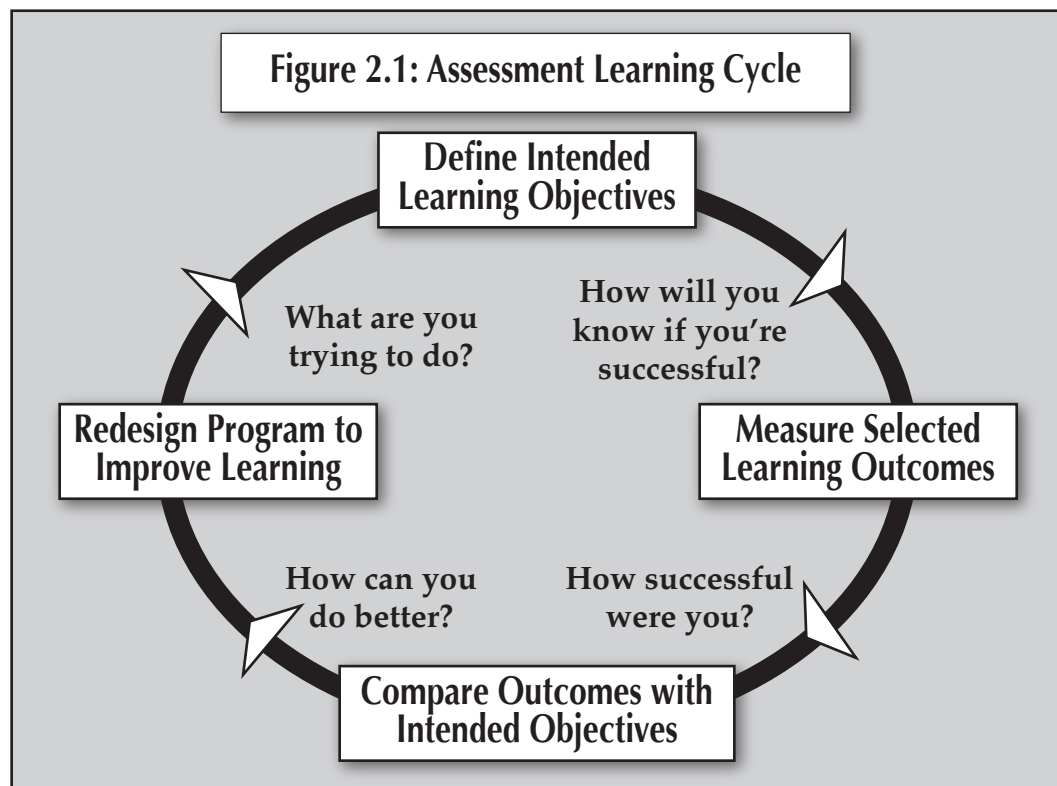 Figure 2.1: Assessment Learning Cycle
Define Intended
Learning Objectives
How will you
know if you're
successful?
What are you
trying to do?
Redesign Program to
Improve Learning
Measure Selected
Learning Outcomes
How can you
do better?
How successful
were you?
Compare Outcomes with
Intended Objectives